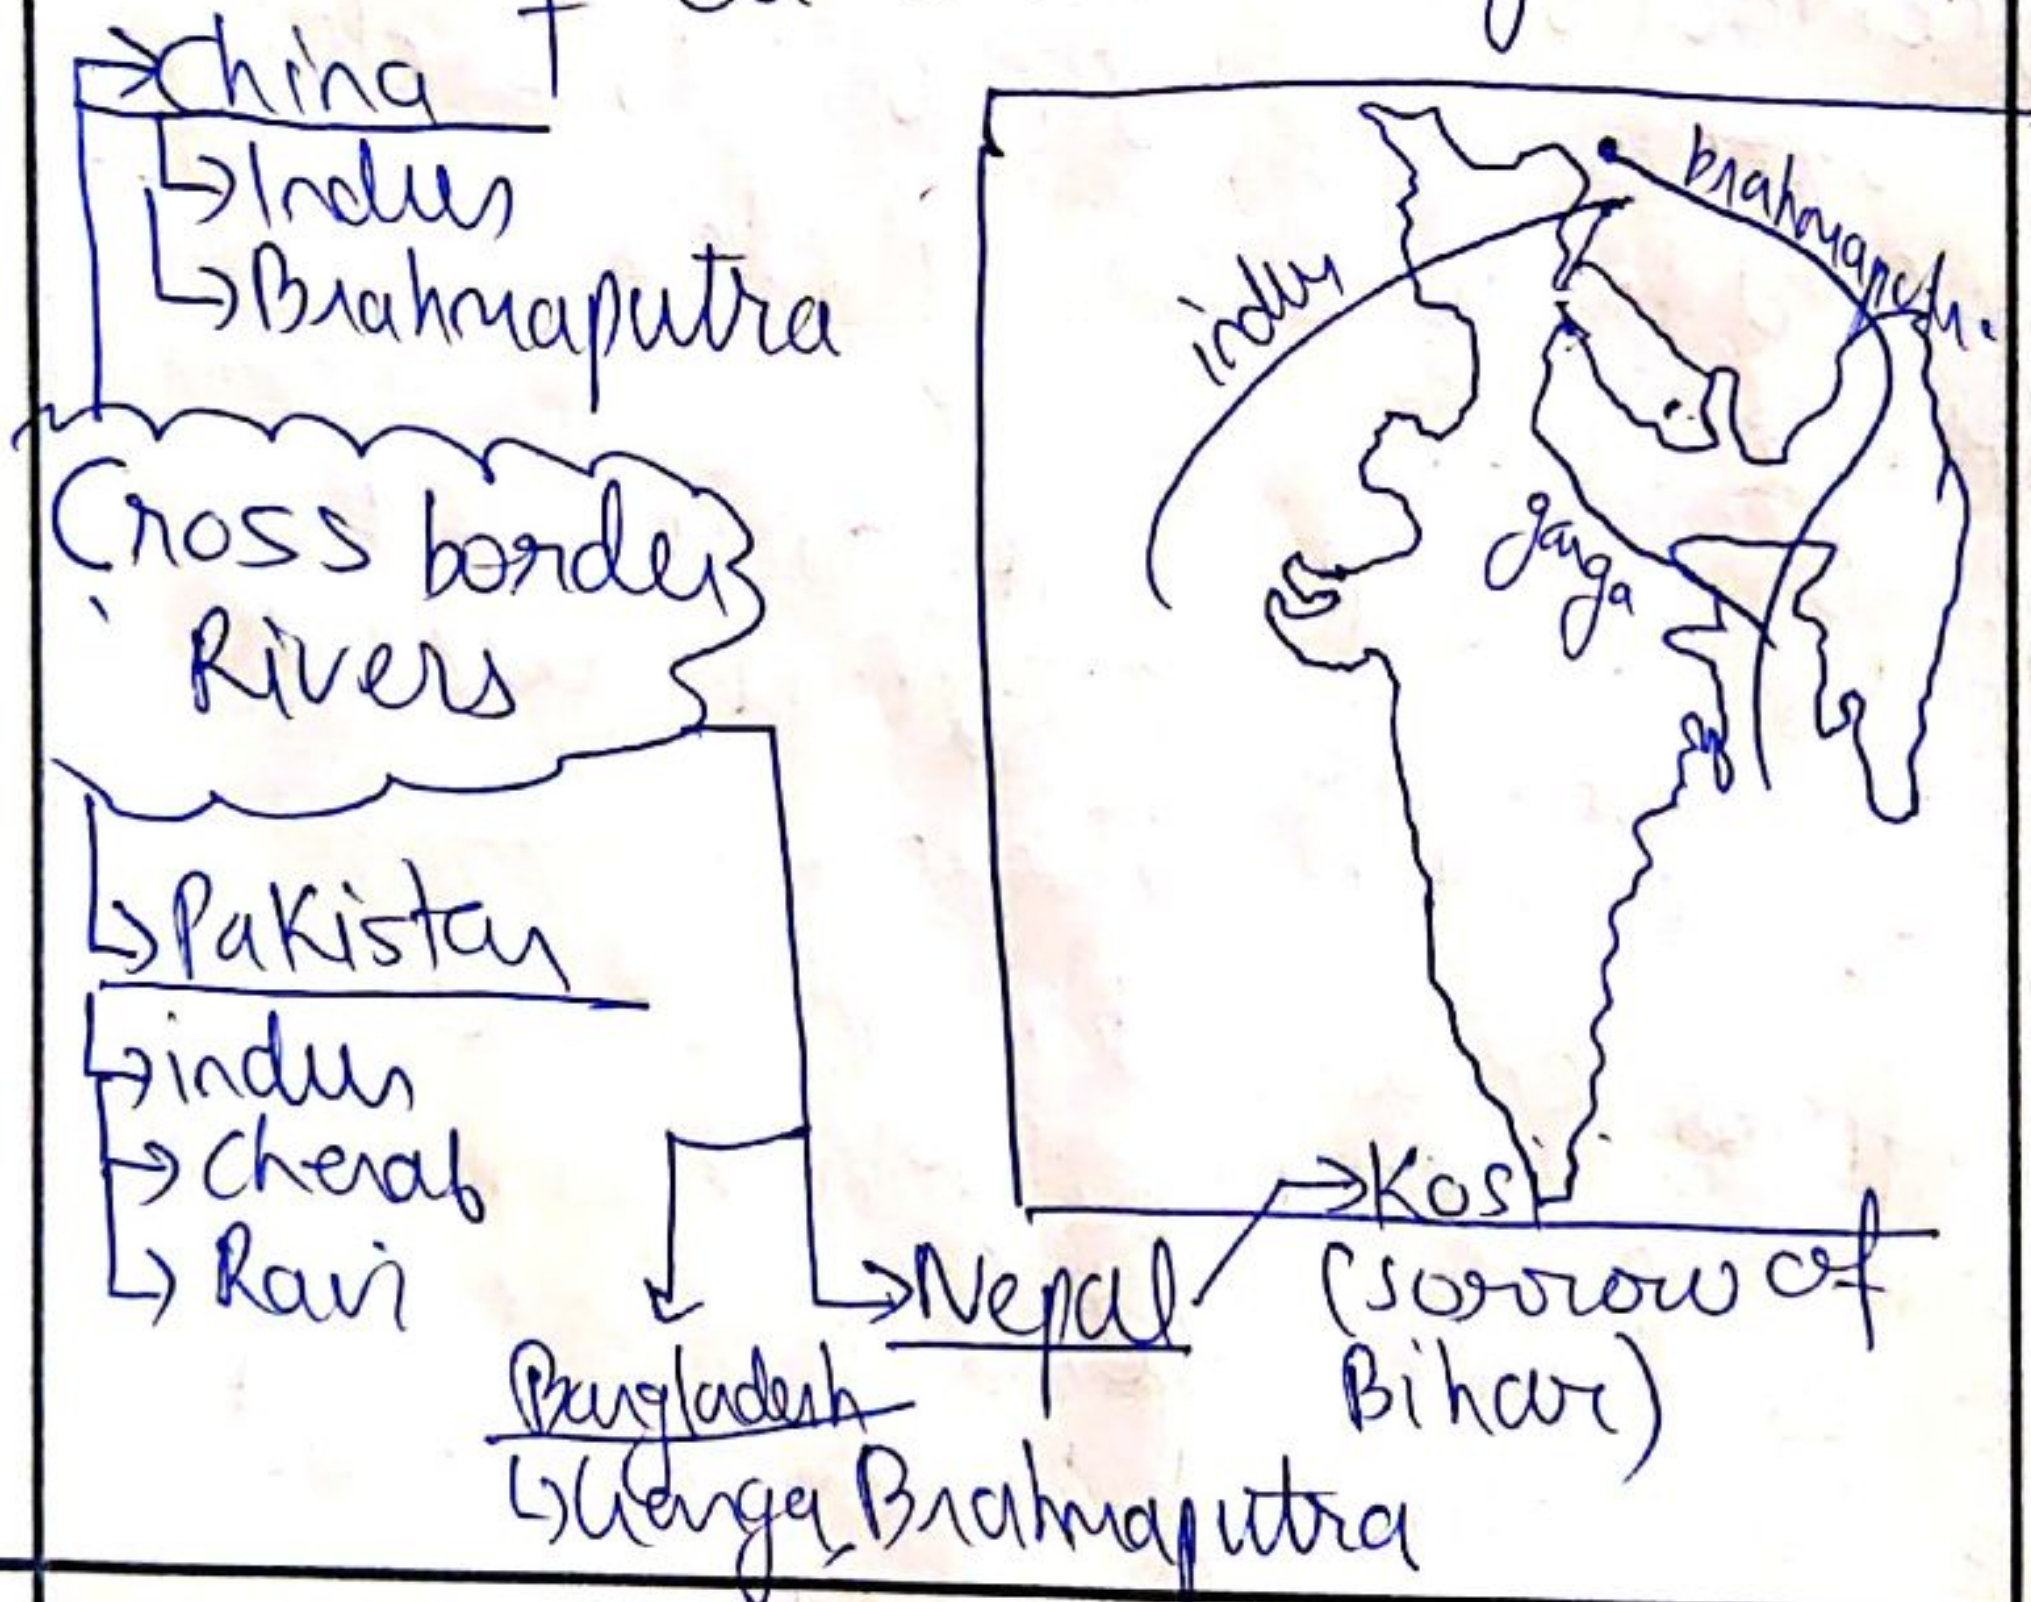 China
Indus
Brahmaputra
Cross border
Rivers
Pakistan
indus
Chenab
Ravi
Bangladesh
Ganga, Brahmaputra
Nepal
Kosi
(sorrow of
Bihar)
indus
ganga